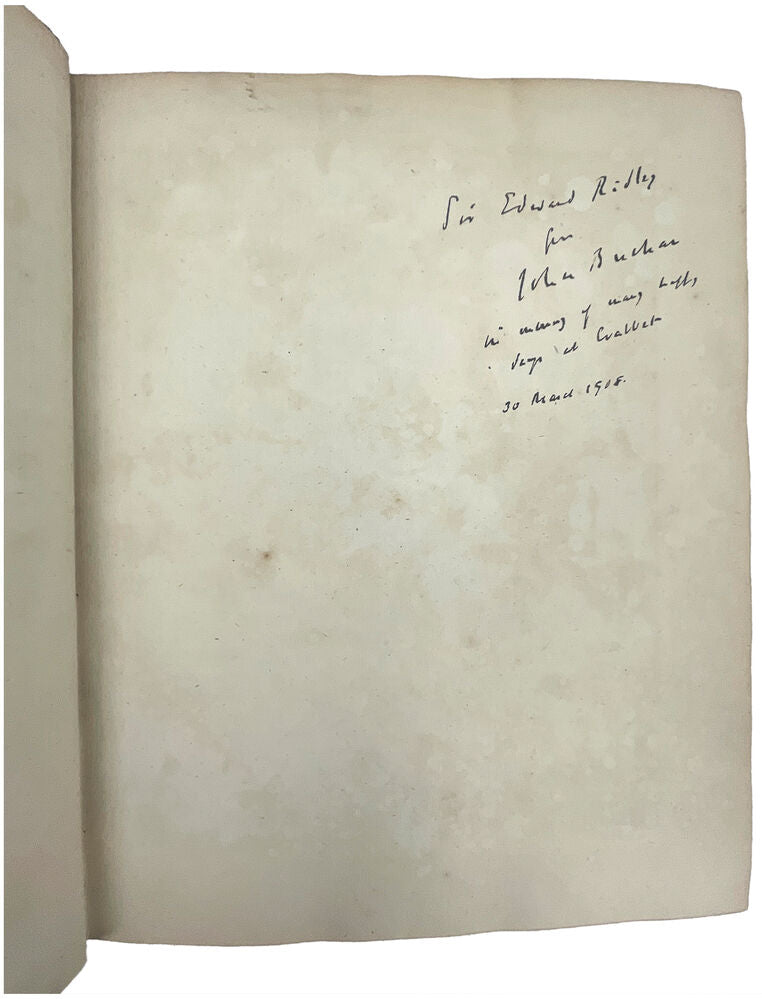 Sir Edward Ridley
from
John Buchan
in memory of many happy
days at Crabbet
30 March 1908.